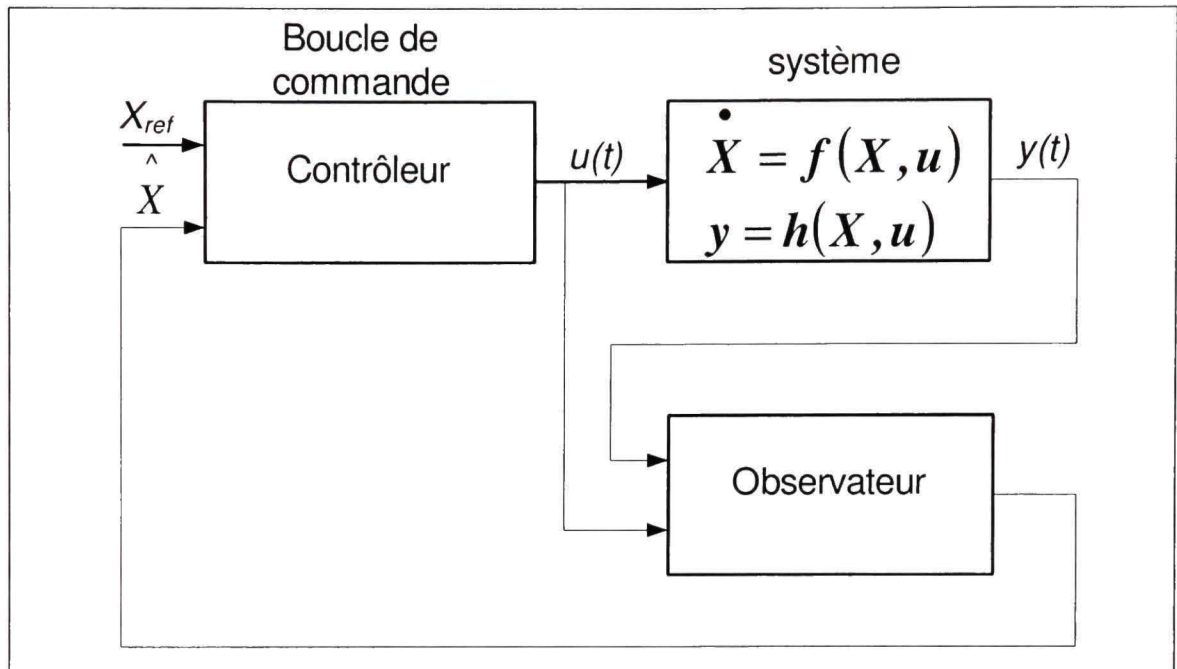 Boucle de
commande
système
X_ref
X̂
Contrôleur
u(t)
Ẋ = f(X,u)
y = h(X,u)
y(t)
Observateur